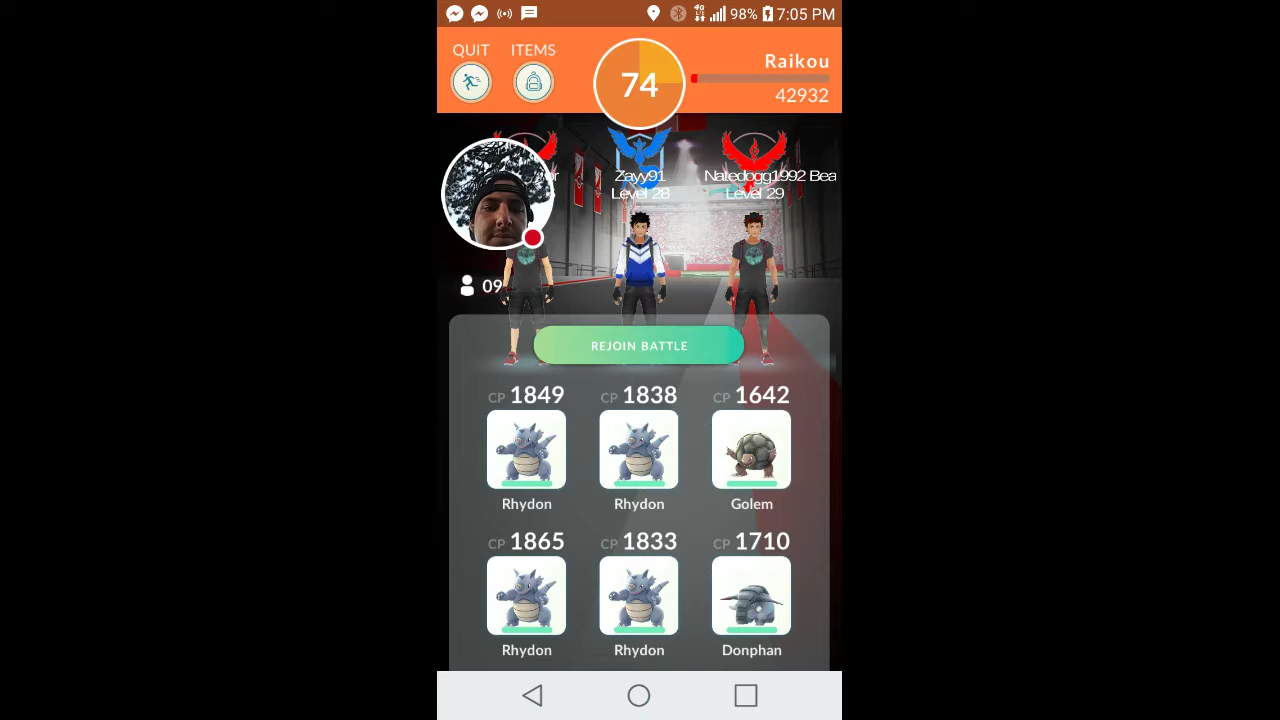 98% 7:05 PM
QUIT ITEMS
74
Raikou
42932
or
Zayy91
Level 28
Natedogg1992 Bea
Level 29
09
REJOIN BATTLE
CP 1849 CP 1838 CP 1642
Rhydon Rhydon Golem
CP 1865 CP 1833 CP 1710
Rhydon Rhydon Donphan